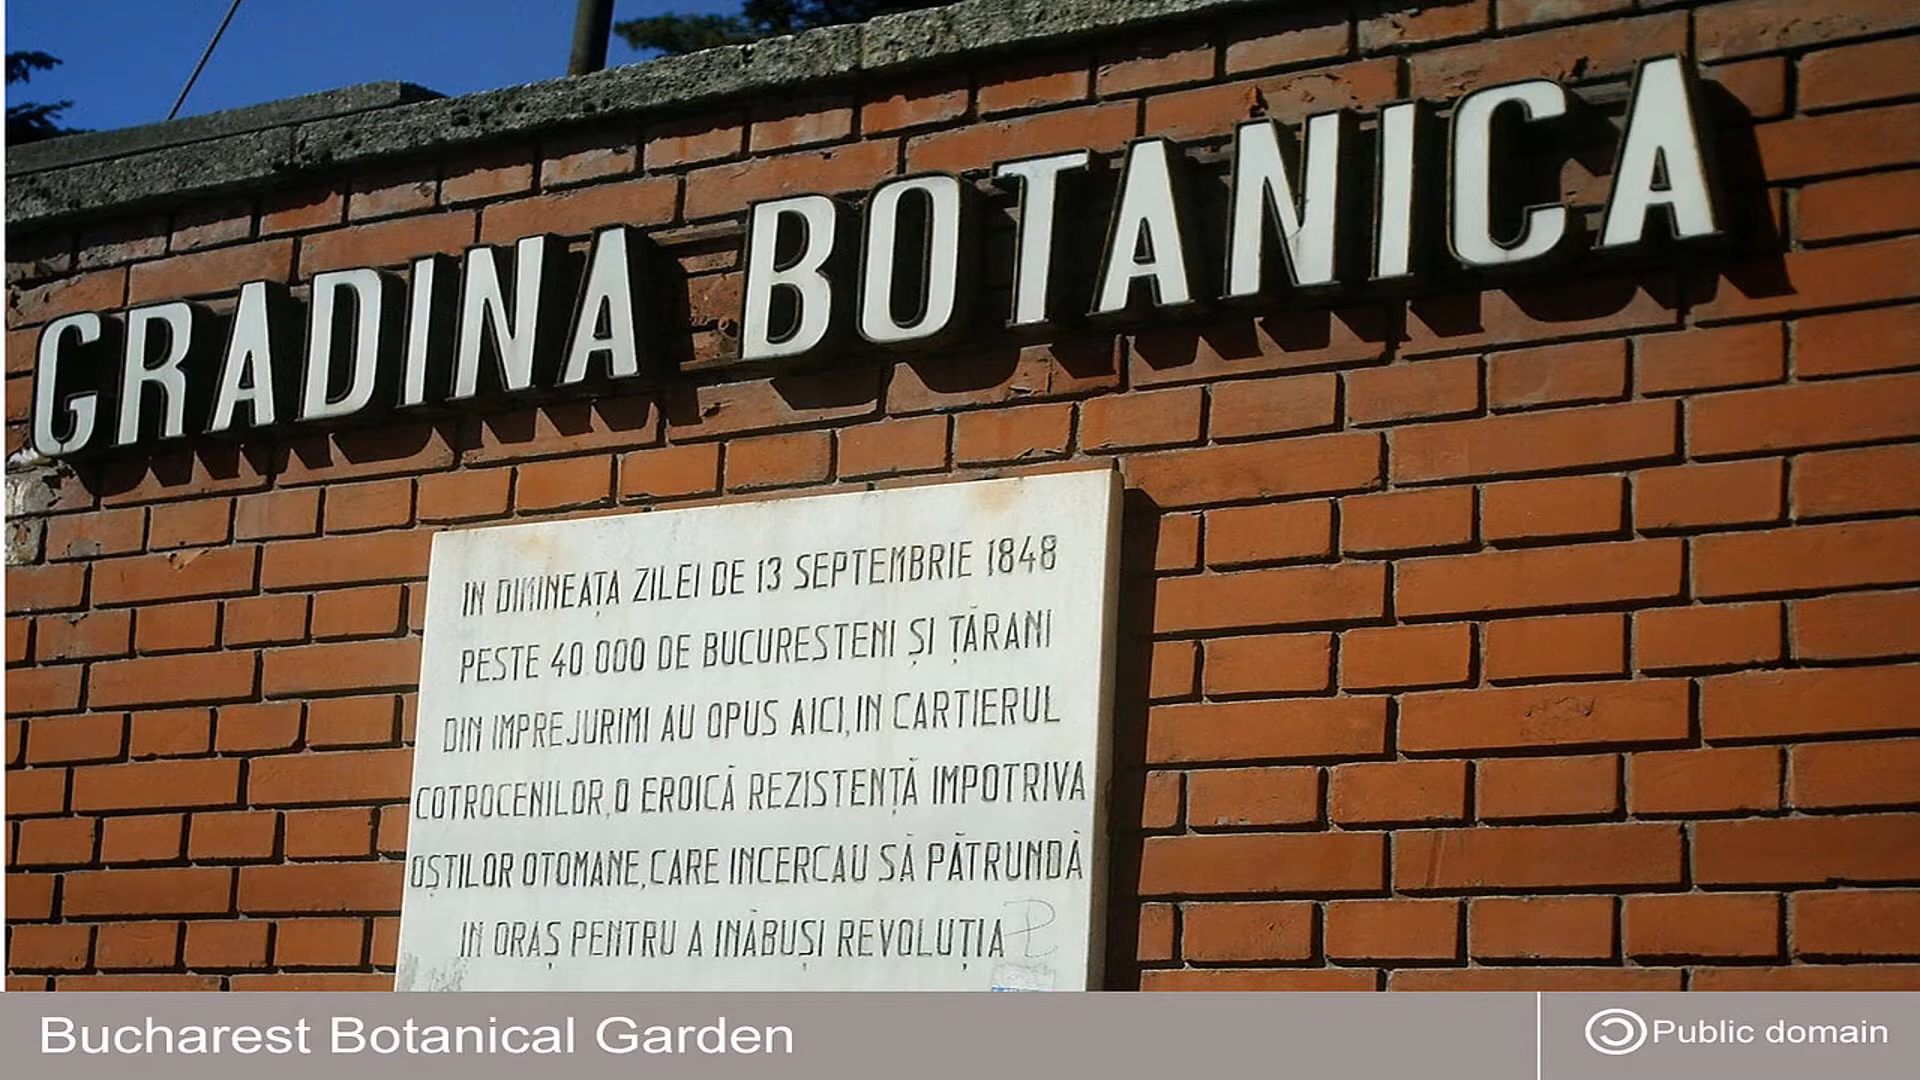 GRADINA BOTANICA
IN DIMINEAȚA ZILEI DE 13 SEPTEMBRIE 1848
PESTE 40 000 DE BUCURESTENI ȘI ȚĂRANI
DIN IMPREJURIMI AU OPUS AICI, IN CARTIERUL
COTROCENILOR, O EROICĂ REZISTENȚĂ IMPOTRIVA
OȘTILOR OTOMANE, CARE INCERCAU SĂ PĂTRUNDĂ
IN ORAȘ PENTRU A INĂBUȘI REVOLUȚIA
Bucharest Botanical Garden
Public domain